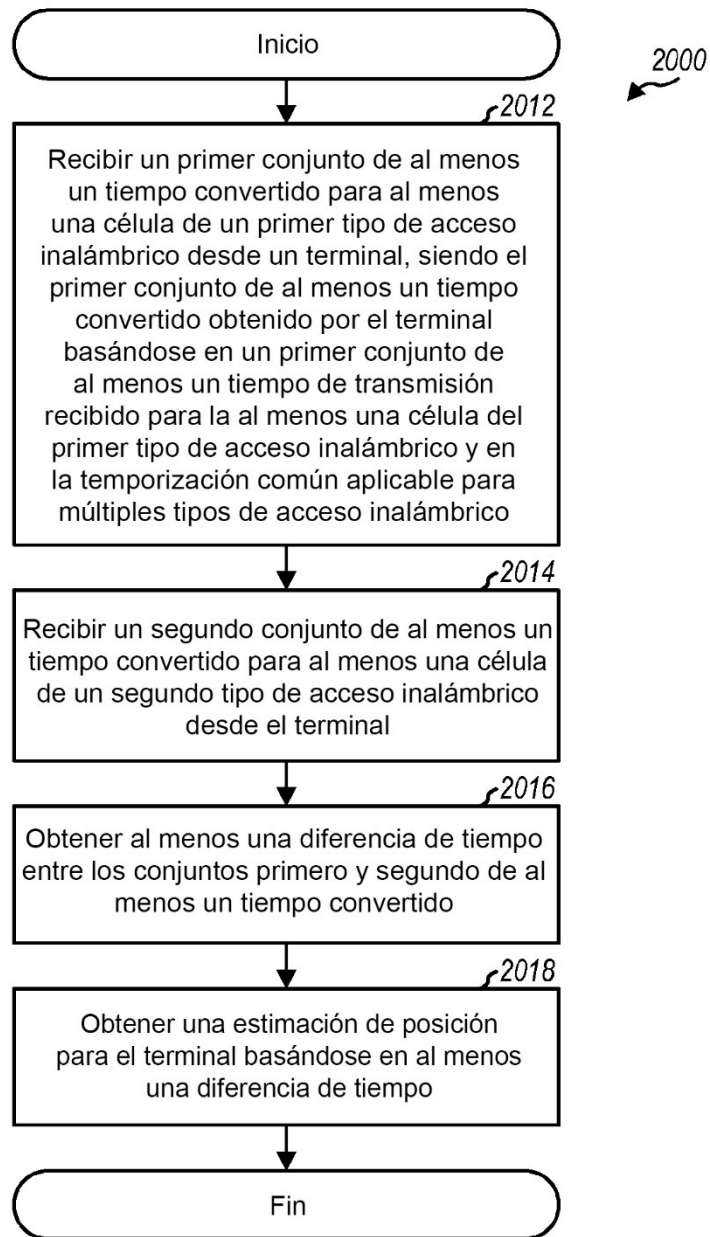 Inicio
2000
2012
Recibir un primer conjunto de al menos
un tiempo convertido para al menos
una célula de un primer tipo de acceso
inalámbrico desde un terminal, siendo el
primer conjunto de al menos un tiempo
convertido obtenido por el terminal
basándose en un primer conjunto de
al menos un tiempo de transmisión
recibido para la al menos una célula del
primer tipo de acceso inalámbrico y en
la temporización común aplicable para
múltiples tipos de acceso inalámbrico
2014
Recibir un segundo conjunto de al menos un
tiempo convertido para al menos una célula
de un segundo tipo de acceso inalámbrico
desde el terminal
2016
Obtener al menos una diferencia de tiempo
entre los conjuntos primero y segundo de al
menos un tiempo convertido
2018
Obtener una estimación de posición
para el terminal basándose en al menos
una diferencia de tiempo
Fin